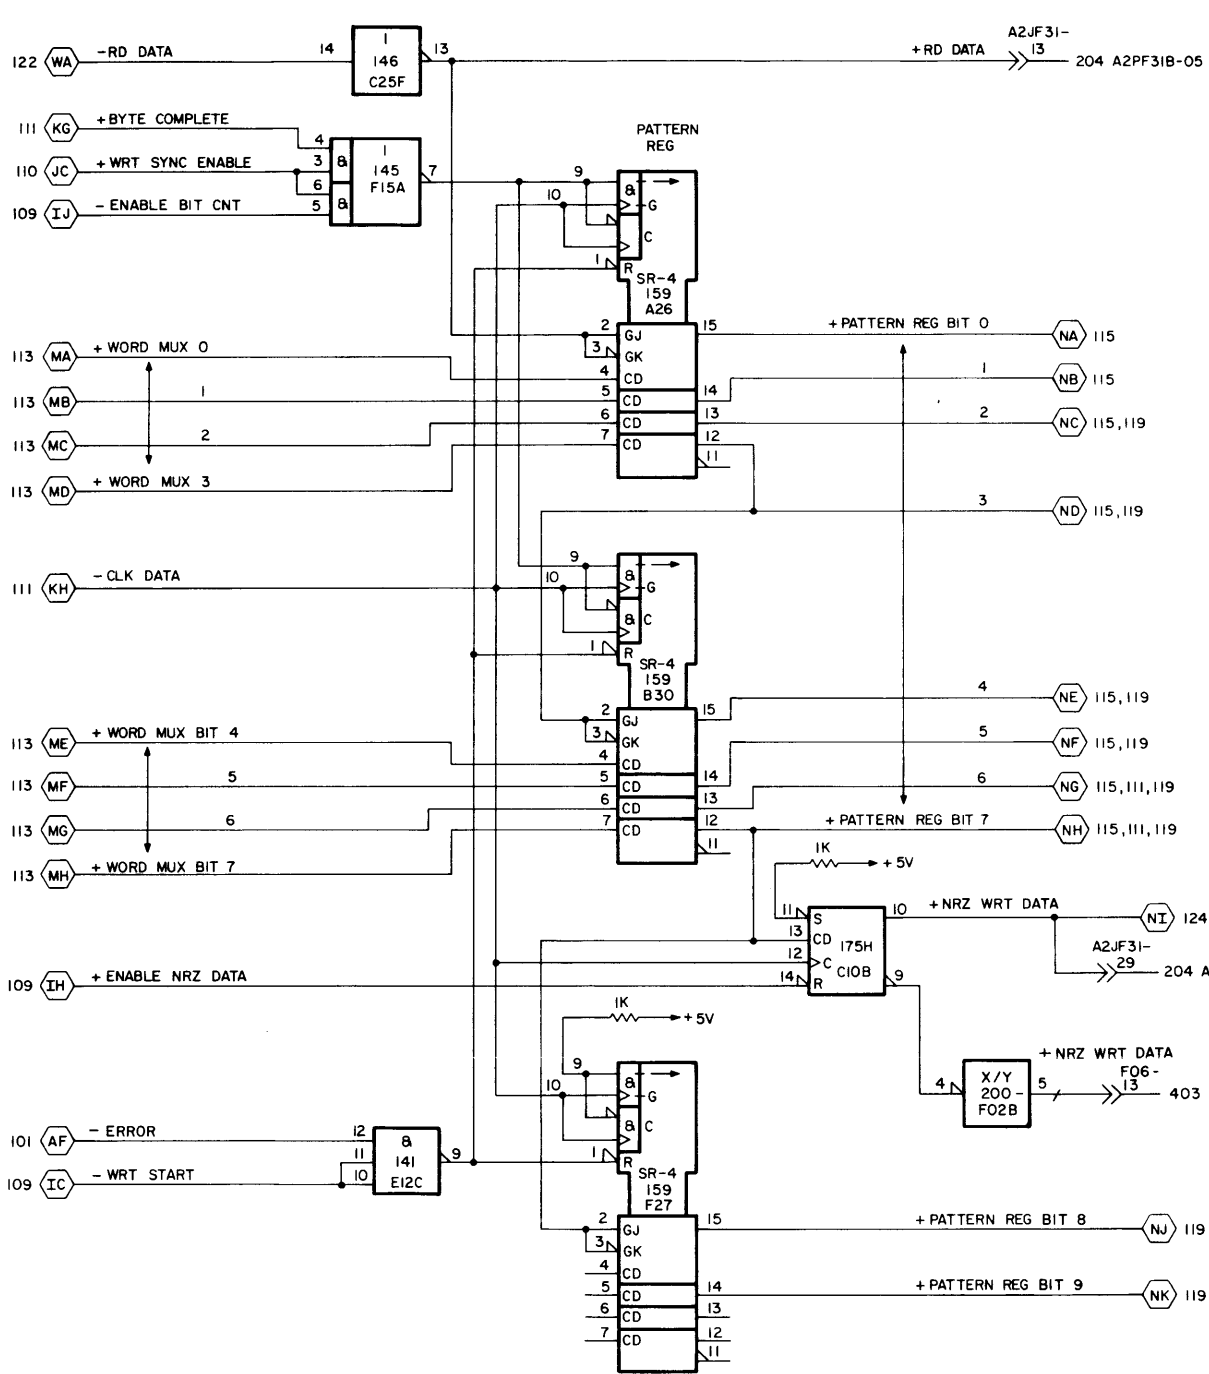 122 WA -RD DATA 14 1 146 C25F 13 +RD DATA A2JF31- 13 204 A2PF31B-05
111 KG +BYTE COMPLETE 4
110 JC +WRT SYNC ENABLE 3 & 1 145 F15A 7
109 IJ -ENABLE BIT CNT 6 5 &
PATTERN REG
9 & 10 G C 1 R
SR-4
159
A26
2 GJ 15 +PATTERN REG BIT 0 NA 115
3 GK
113 MA +WORD MUX 0 4 CD
1 NB 115
113 MB 1 5 CD 14
6 CD 13 2 NC 115,119
113 MC 2 7 CD 12
11
113 MD +WORD MUX 3
3 ND 115,119
111 KH -CLK DATA
9 & 10 G & C 1 R
SR-4
159
B30
4 NE 115,119
2 GJ 15
3 GK
113 ME +WORD MUX BIT 4 5 NF 115,119
4 CD
113 MF 5 5 CD 14 6 NG 115,111,119
6 CD 13
113 MG 6 7 CD 12 +PATTERN REG BIT 7 NH 115,111,119
11
113 MH +WORD MUX BIT 7
1K +5V
11 S 10 +NRZ WRT DATA NI 124
13 CD 175H
12 C C10B
14 R 9
A2JF31-
29 204 A
109 IH +ENABLE NRZ DATA
1K +5V
9 & 10 G & C 1 R
SR-4
159
F27
+NRZ WRT DATA
4 X/Y 200- F02B 5 F06- 13 403
101 AF -ERROR 12
11 & 141 E12C 9
109 IC -WRT START 10
2 GJ 15 +PATTERN REG BIT 8 NJ 119
3 GK
4 CD
5 CD 14 +PATTERN REG BIT 9 NK 119
6 CD 13
7 CD 12
11